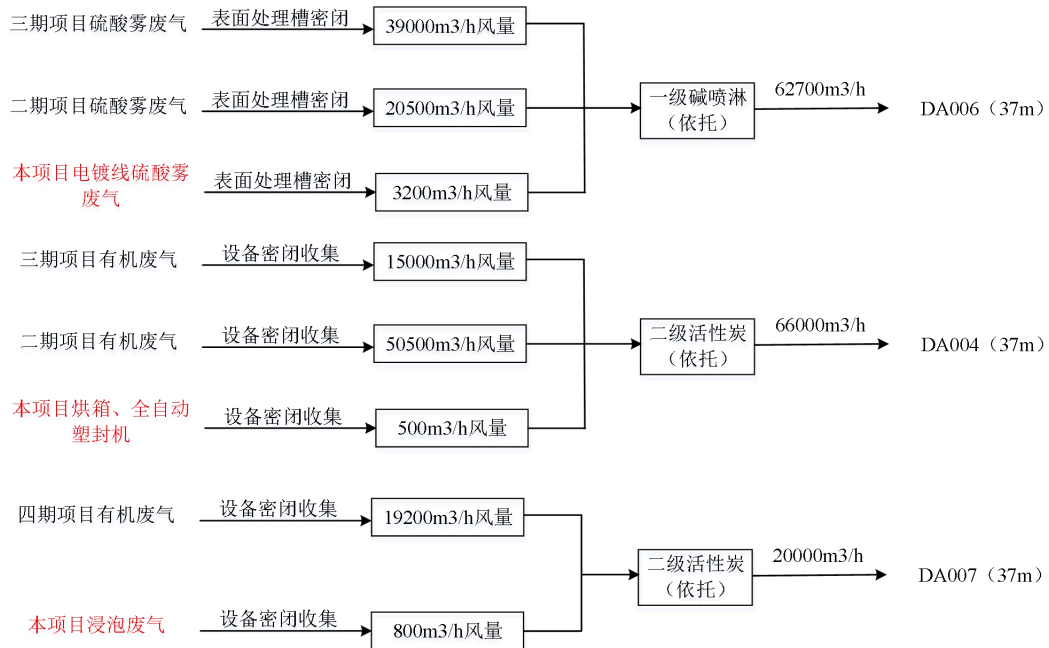 三期项目硫酸雾废气
表面处理槽密闭
39000m3/h风量
二期项目硫酸雾废气
表面处理槽密闭
20500m3/h风量
一级碱喷淋
（依托）
62700m3/h
DA006（37m）
本项目电镀线硫酸雾
废气
表面处理槽密闭
3200m3/h风量
三期项目有机废气
设备密闭收集
15000m3/h风量
二期项目有机废气
设备密闭收集
50500m3/h风量
二级活性炭
（依托）
66000m3/h
DA004（37m）
本项目烘箱、全自动
塑封机
设备密闭收集
500m3/h风量
四期项目有机废气
设备密闭收集
19200m3/h风量
二级活性炭
（依托）
20000m3/h
DA007（37m）
本项目浸泡废气
设备密闭收集
800m3/h风量